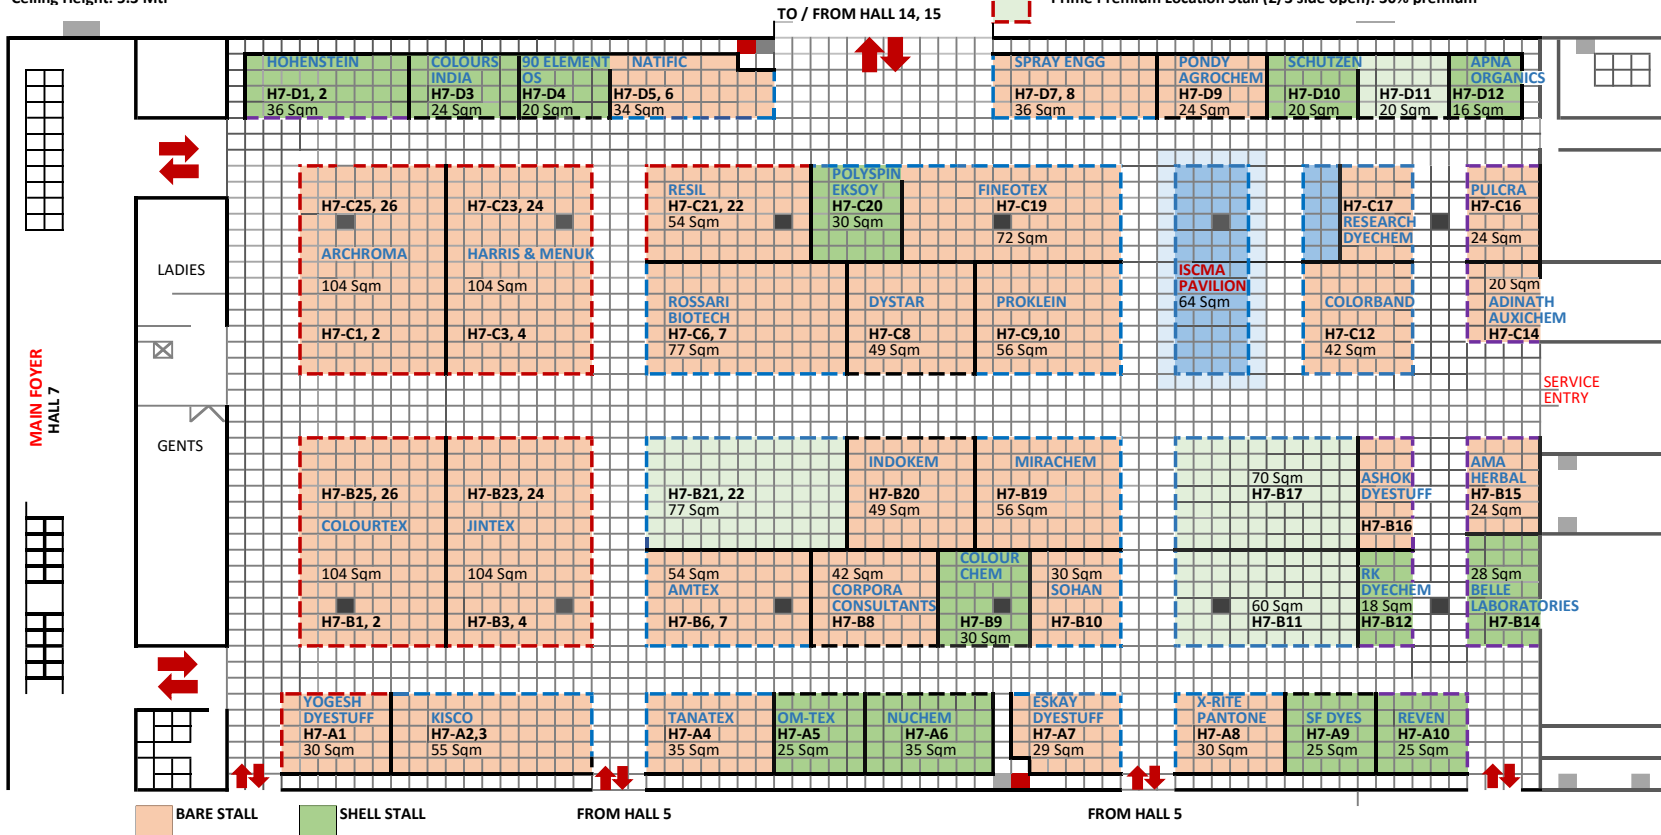 Ceiling Height: 5.5 Mtr
Prime Premium Location Stall (2/ 3 side open): 30% premium
TO / FROM HALL 14, 15
HOHENSTEIN
H7-D1, 2
36 Sqm
COLOURS
INDIA
H7-D3
24 Sqm
90 ELEMENT
OS
H7-D4
20 Sqm
NATIFIC
H7-D5, 6
34 Sqm
SPRAY ENGG
H7-D7, 8
36 Sqm
PONDY
AGROCHEM
H7-D9
24 Sqm
SCHUTZEN
H7-D10
20 Sqm
H7-D11
20 Sqm
APNA
ORGANICS
H7-D12
16 Sqm
H7-C25, 26
ARCHROMA
104 Sqm
H7-C1, 2
H7-C23, 24
HARRIS & MENUK
104 Sqm
H7-C3, 4
RESIL
H7-C21, 22
54 Sqm
POLYSPIN
EKSOY
H7-C20
30 Sqm
FINEOTEX
H7-C19
72 Sqm
ROSSARI
BIOTECH
H7-C6, 7
77 Sqm
DYSTAR
H7-C8
49 Sqm
PROKLEIN
H7-C9,10
56 Sqm
ISCMA
PAVILION
64 Sqm
H7-C17
RESEARCH
DYECHEM
COLORBAND
H7-C12
42 Sqm
PULCRA
H7-C16
24 Sqm
20 Sqm
ADINATH
AUXICHEM
H7-C14
LADIES
GENTS
MAIN FOYER
HALL 7
SERVICE
ENTRY
H7-B25, 26
COLOURTEX
104 Sqm
H7-B1, 2
H7-B23, 24
JINTEX
104 Sqm
H7-B3, 4
H7-B21, 22
77 Sqm
INDOKEM
H7-B20
49 Sqm
MIRACHEM
H7-B19
56 Sqm
54 Sqm
AMTEX
H7-B6, 7
42 Sqm
CORPORA
CONSULTANTS
H7-B8
COLOUR
CHEM
H7-B9
30 Sqm
30 Sqm
SOHAN
H7-B10
70 Sqm
H7-B17
60 Sqm
H7-B11
ASHOK
DYESTUFF
H7-B16
RK
DYECHEM
18 Sqm
H7-B12
AMA
HERBAL
H7-B15
24 Sqm
28 Sqm
BELLE
LABORATORIES
H7-B14
YOGESH
DYESTUFF
H7-A1
30 Sqm
KISCO
H7-A2,3
55 Sqm
TANATEX
H7-A4
35 Sqm
OM-TEX
H7-A5
25 Sqm
NUCHEM
H7-A6
35 Sqm
ESKAY
DYESTUFF
H7-A7
29 Sqm
X-RITE
PANTONE
H7-A8
30 Sqm
SF DYES
H7-A9
25 Sqm
REVEN
H7-A10
25 Sqm
BARE STALL
SHELL STALL
FROM HALL 5
FROM HALL 5